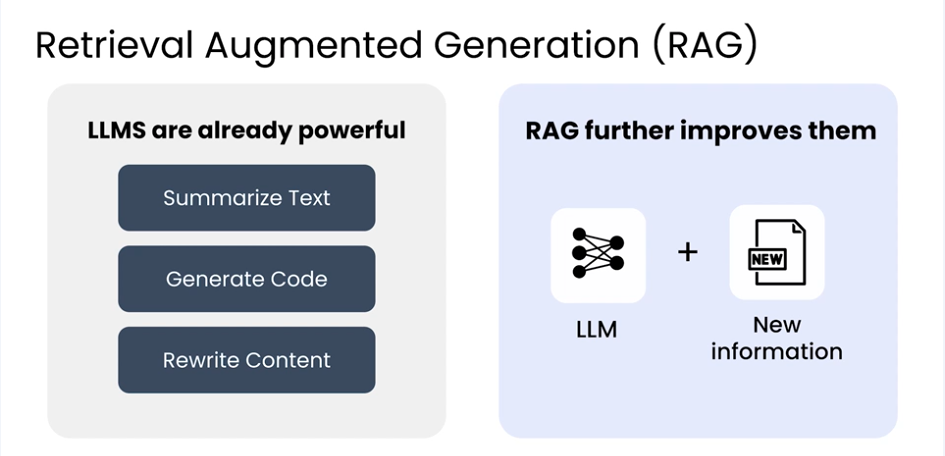 Retrieval Augmented Generation (RAG)
LLMS are already powerful
Summarize Text
Generate Code
Rewrite Content
RAG further improves them
+
NEW
LLM
New
information